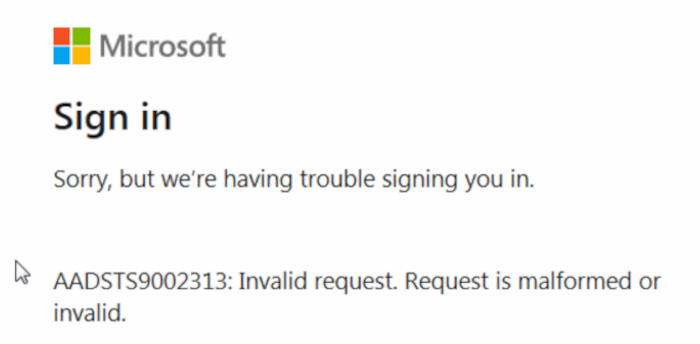 Microsoft
Sign in
Sorry, but we're having trouble signing you in.
AADSTS9002313: Invalid request. Request is malformed or
invalid.